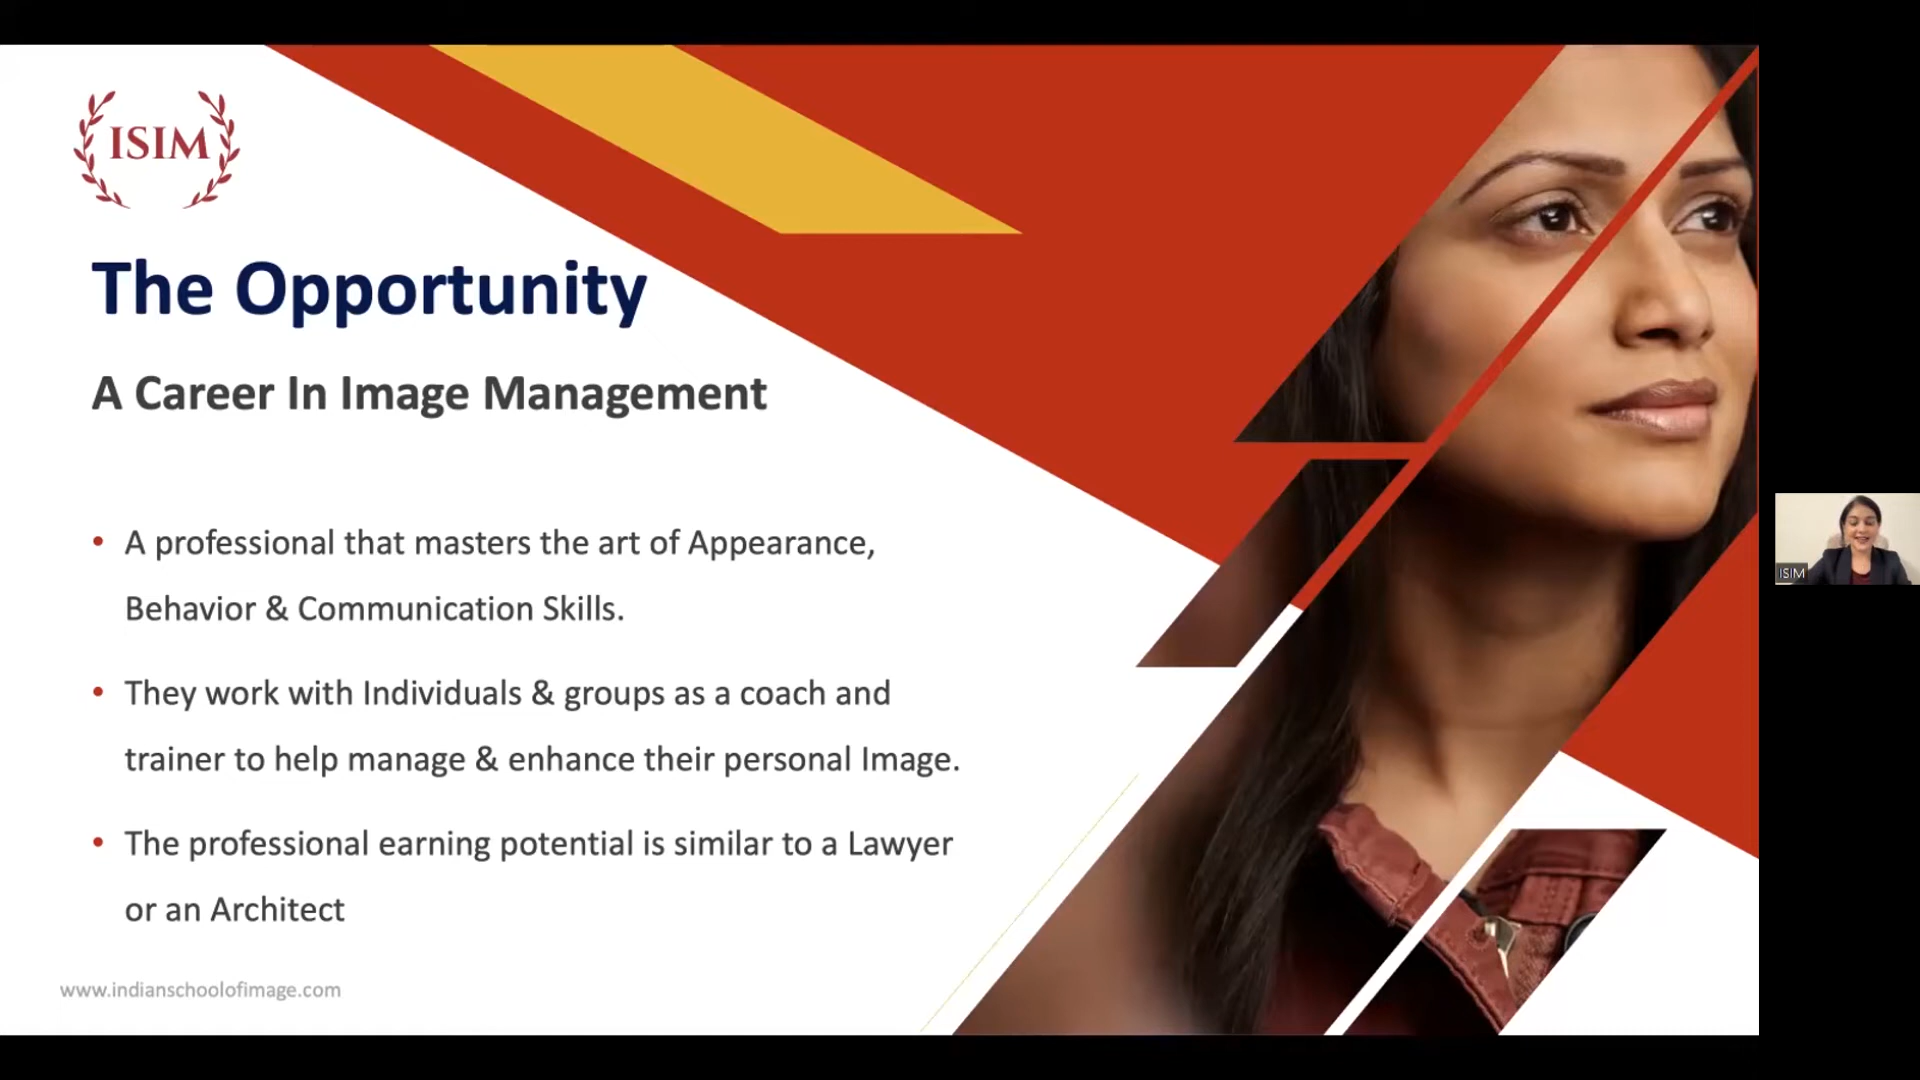 ISIM
The Opportunity
A Career In Image Management
• A professional that masters the art of Appearance,
Behavior & Communication Skills.
• They work with Individuals & groups as a coach and
trainer to help manage & enhance their personal Image.
• The professional earning potential is similar to a Lawyer
or an Architect
www.indianschoolofimage.com
ISIM